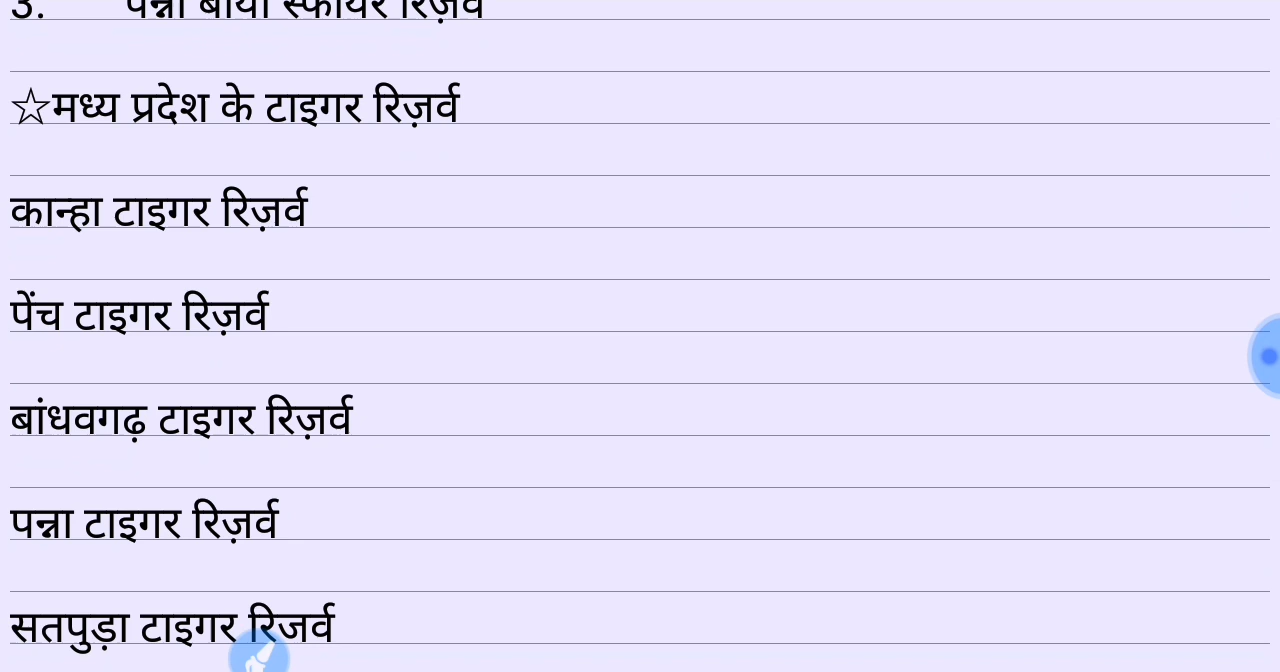 3. पन्ना बायो स्फीयर रिज़र्व
☆मध्य प्रदेश के टाइगर रिज़र्व
कान्हा टाइगर रिज़र्व
पेंच टाइगर रिज़र्व
बांधवगढ़ टाइगर रिज़र्व
पन्ना टाइगर रिज़र्व
सतपुड़ा टाइगर रिजर्व